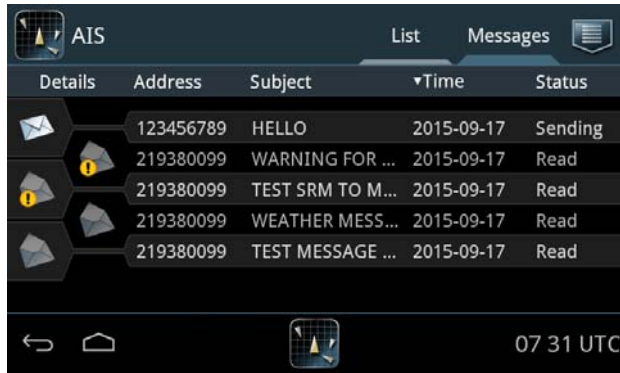 AIS List Messages
Details Address Subject ▾Time Status
123456789 HELLO 2015-09-17 Sending
219380099 WARNING FOR ... 2015-09-17 Read
219380099 TEST SRM TO M... 2015-09-17 Read
219380099 WEATHER MESS... 2015-09-17 Read
219380099 TEST MESSAGE ... 2015-09-17 Read
07 31 UTC